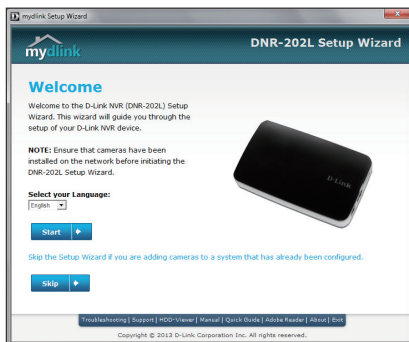 mydlink Setup Wizard
mydlink
DNR-202L Setup Wizard
Welcome
Welcome to the D-Link NVR (DNR-202L) Setup
Wizard. This wizard will guide you through the
setup of your D-Link NVR device.
NOTE: Ensure that cameras have been
installed on the network before initiating the
DNR-202L Setup Wizard.
D-Link
Select your Language:
English
Start
Skip the Setup Wizard if you are adding cameras to a system that has already been configured.
Skip
Troubleshooting | Support | HDD-Viewer | Manual | Quick Guide | Adobe Reader | About | Exit
Copyright © 2013 D-Link Corporation Inc. All rights reserved.